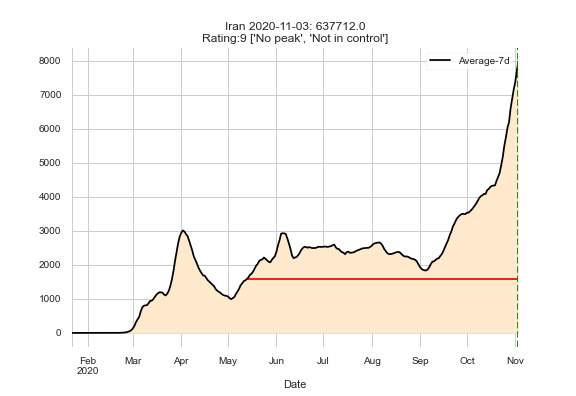 Iran 2020-11-03: 637712.0
Rating:9 ['No peak', 'Not in control']
Average-7d
8000
7000
6000
5000
4000
3000
2000
1000
0
Feb Mar Apr May Jun Jul Aug Sep Oct Nov
2020
Date